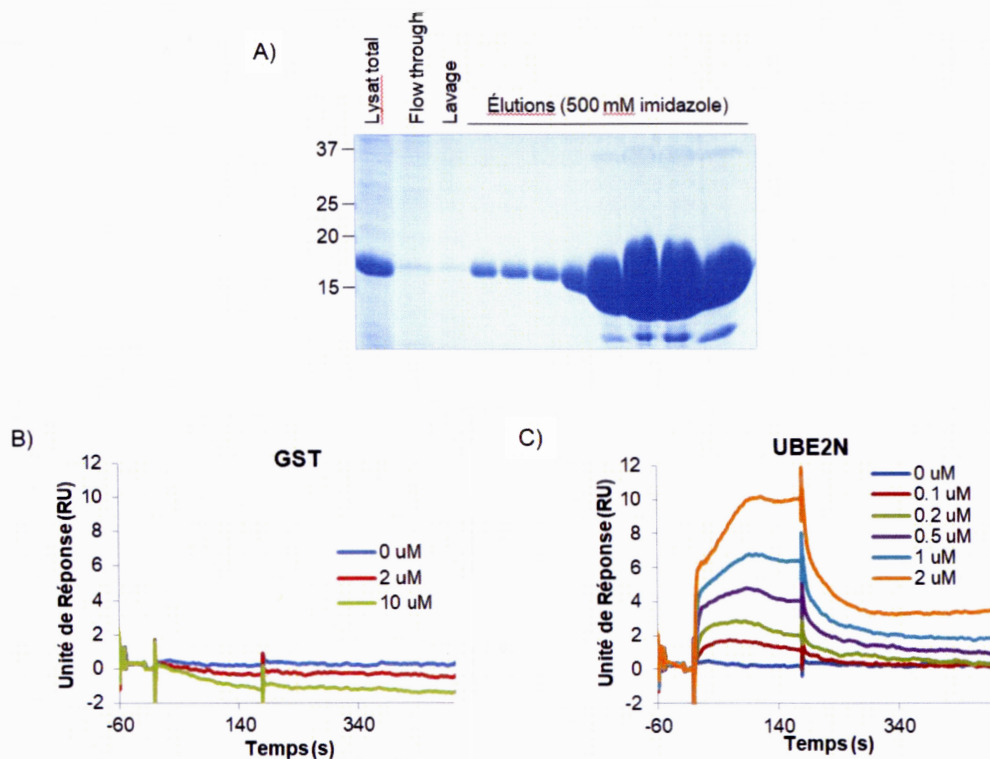 A)
Lysat total
Flow through
Lavage
Élutions (500 mM imidazole)
37
25
20
15
B)
GST
Unité de Réponse (RU)
12
10
8
6
4
2
0
-2
-60
140
340
Temps (s)
0 uM
2 uM
10 uM
C)
UBE2N
Unité de Réponse (RU)
12
10
8
6
4
2
0
-2
-60
140
340
Temps (s)
0 uM
0.1 uM
0.2 uM
0.5 uM
1 uM
2 uM